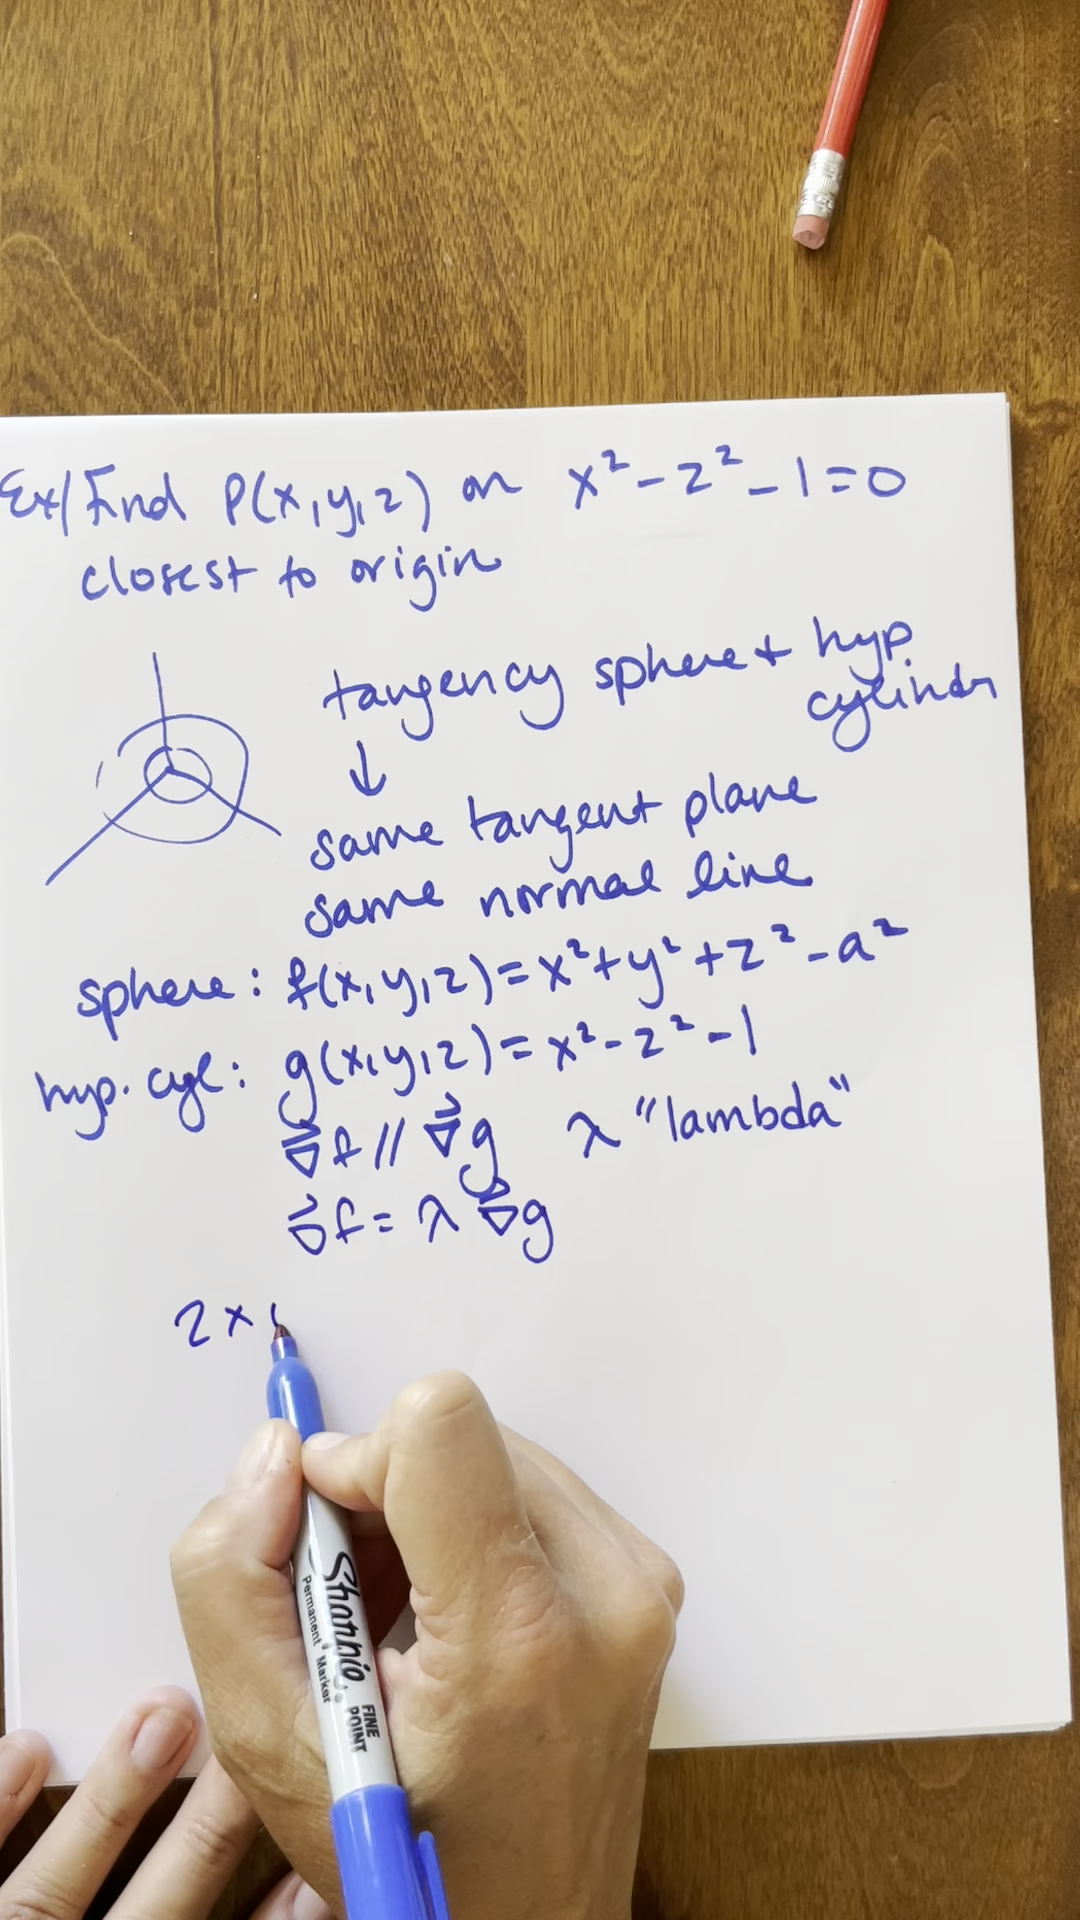 Ex/Find P(x,y,z) on x²-z²-1=0
closest to origin
tangency sphere + hyp
cylinder
↓
same tangent plane
same normal line
sphere: f(x,y,z)=x²+y²+z²-a²
hyp. cyl: g(x,y,z)=x²-z²-1
∇⃗f // ∇⃗g λ "lambda"
∇⃗f = λ ∇⃗g
2x
Sharpie.
FINE POINT
Permanent Marker